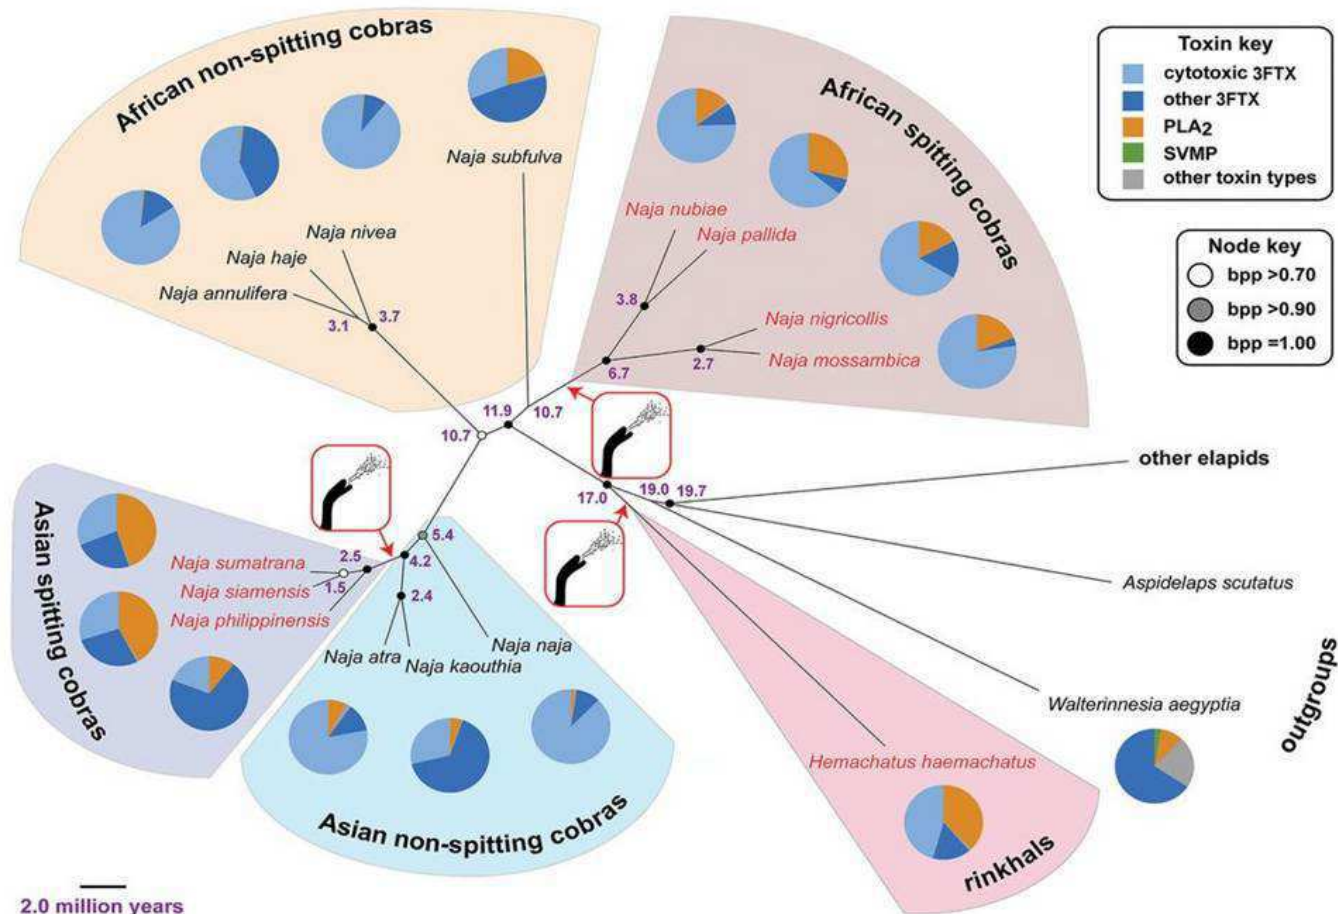 African non-spitting cobras
Naja subfulva
Naja nivea
Naja haje
Naja annulifera
3.1
3.7
African spitting cobras
Naja nubiae
Naja pallida
3.8
Naja nigricollis
Naja mossambica
6.7
2.7
Toxin key
cytotoxic 3FTX
other 3FTX
PLA2
SVMP
other toxin types
Node key
bpp >0.70
bpp >0.90
bpp =1.00
11.9
10.7
10.7
17.0
19.0
19.7
other elapids
Aspidelaps scutatus
Walterinnesia aegyptia
outgroups
Hemachatus haemachatus
rinkhals
Asian spitting cobras
Naja sumatrana
Naja siamensis
Naja philippinensis
2.5
1.5
5.4
4.2
2.4
Naja naja
Naja atra
Naja kaouthia
Asian non-spitting cobras
2.0 million years